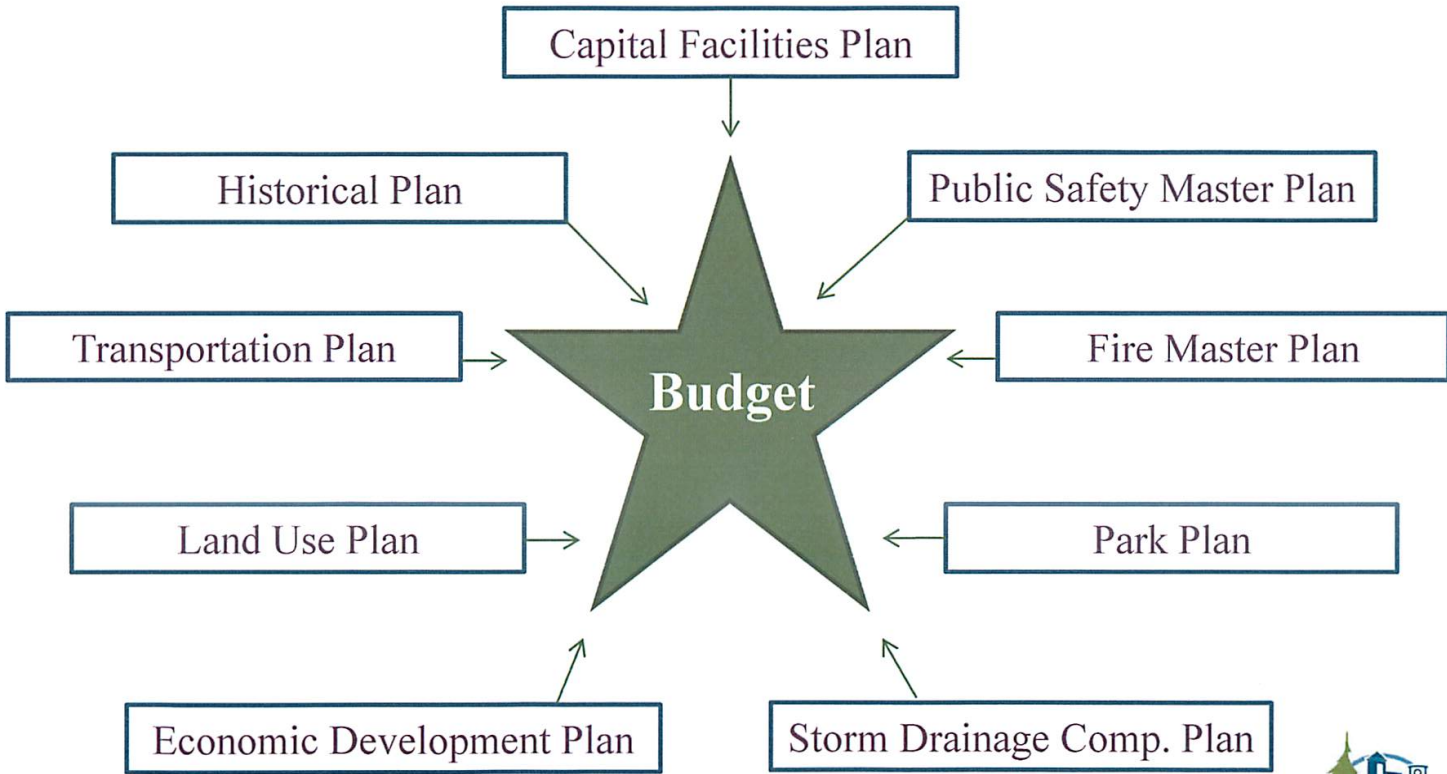 Capital Facilities Plan
Historical Plan
Public Safety Master Plan
Transportation Plan
Fire Master Plan
Budget
Land Use Plan
Park Plan
Economic Development Plan
Storm Drainage Comp. Plan